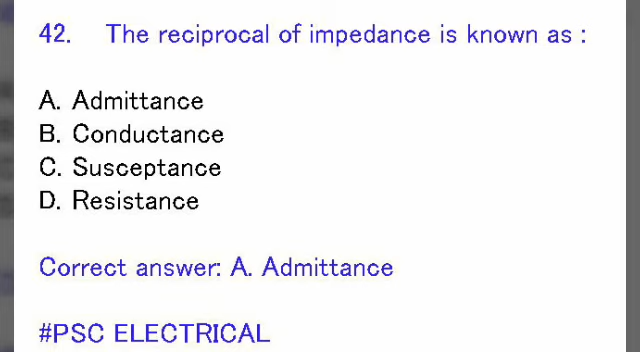 42. The reciprocal of impedance is known as :
A. Admittance
B. Conductance
C. Susceptance
D. Resistance
Correct answer: A. Admittance
#PSC ELECTRICAL